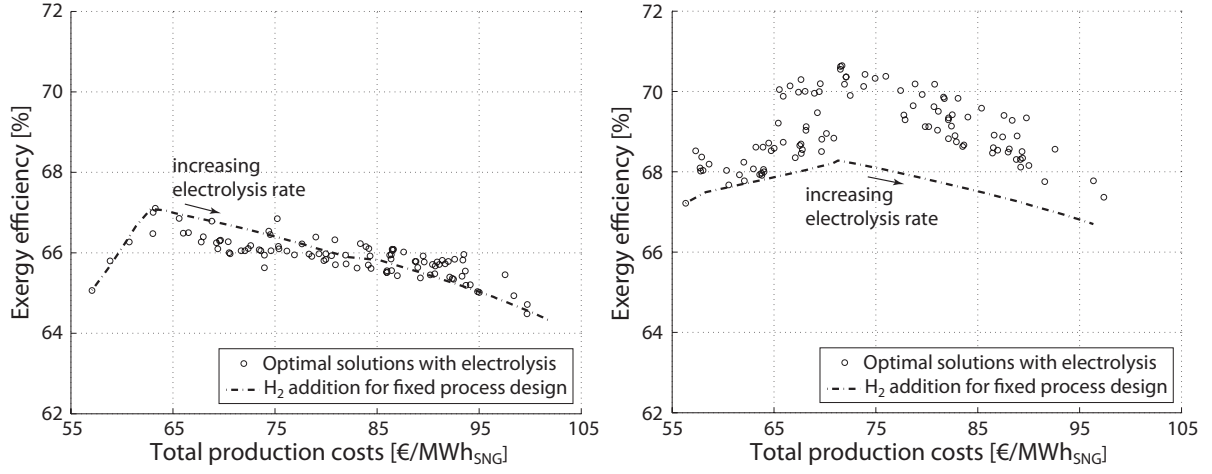 72
70
68
66
64
62
Exergy efficiency [%]
increasing
electrolysis rate
Optimal solutions with electrolysis
H₂ addition for fixed process design
55
65
75
85
95
105
Total production costs [€/MWh_SNG]
72
70
68
66
64
62
Exergy efficiency [%]
increasing
electrolysis rate
Optimal solutions with electrolysis
H₂ addition for fixed process design
55
65
75
85
95
105
Total production costs [€/MWh_SNG]